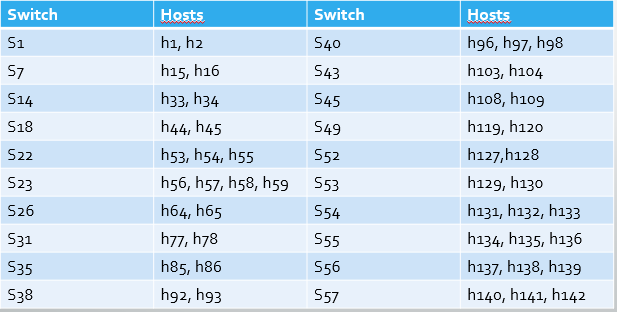 Switch Hosts Switch Hosts
S1 h1, h2 S40 h96, h97, h98
S7 h15, h16 S43 h103, h104
S14 h33, h34 S45 h108, h109
S18 h44, h45 S49 h119, h120
S22 h53, h54, h55 S52 h127,h128
S23 h56, h57, h58, h59 S53 h129, h130
S26 h64, h65 S54 h131, h132, h133
S31 h77, h78 S55 h134, h135, h136
S35 h85, h86 S56 h137, h138, h139
S38 h92, h93 S57 h140, h141, h142